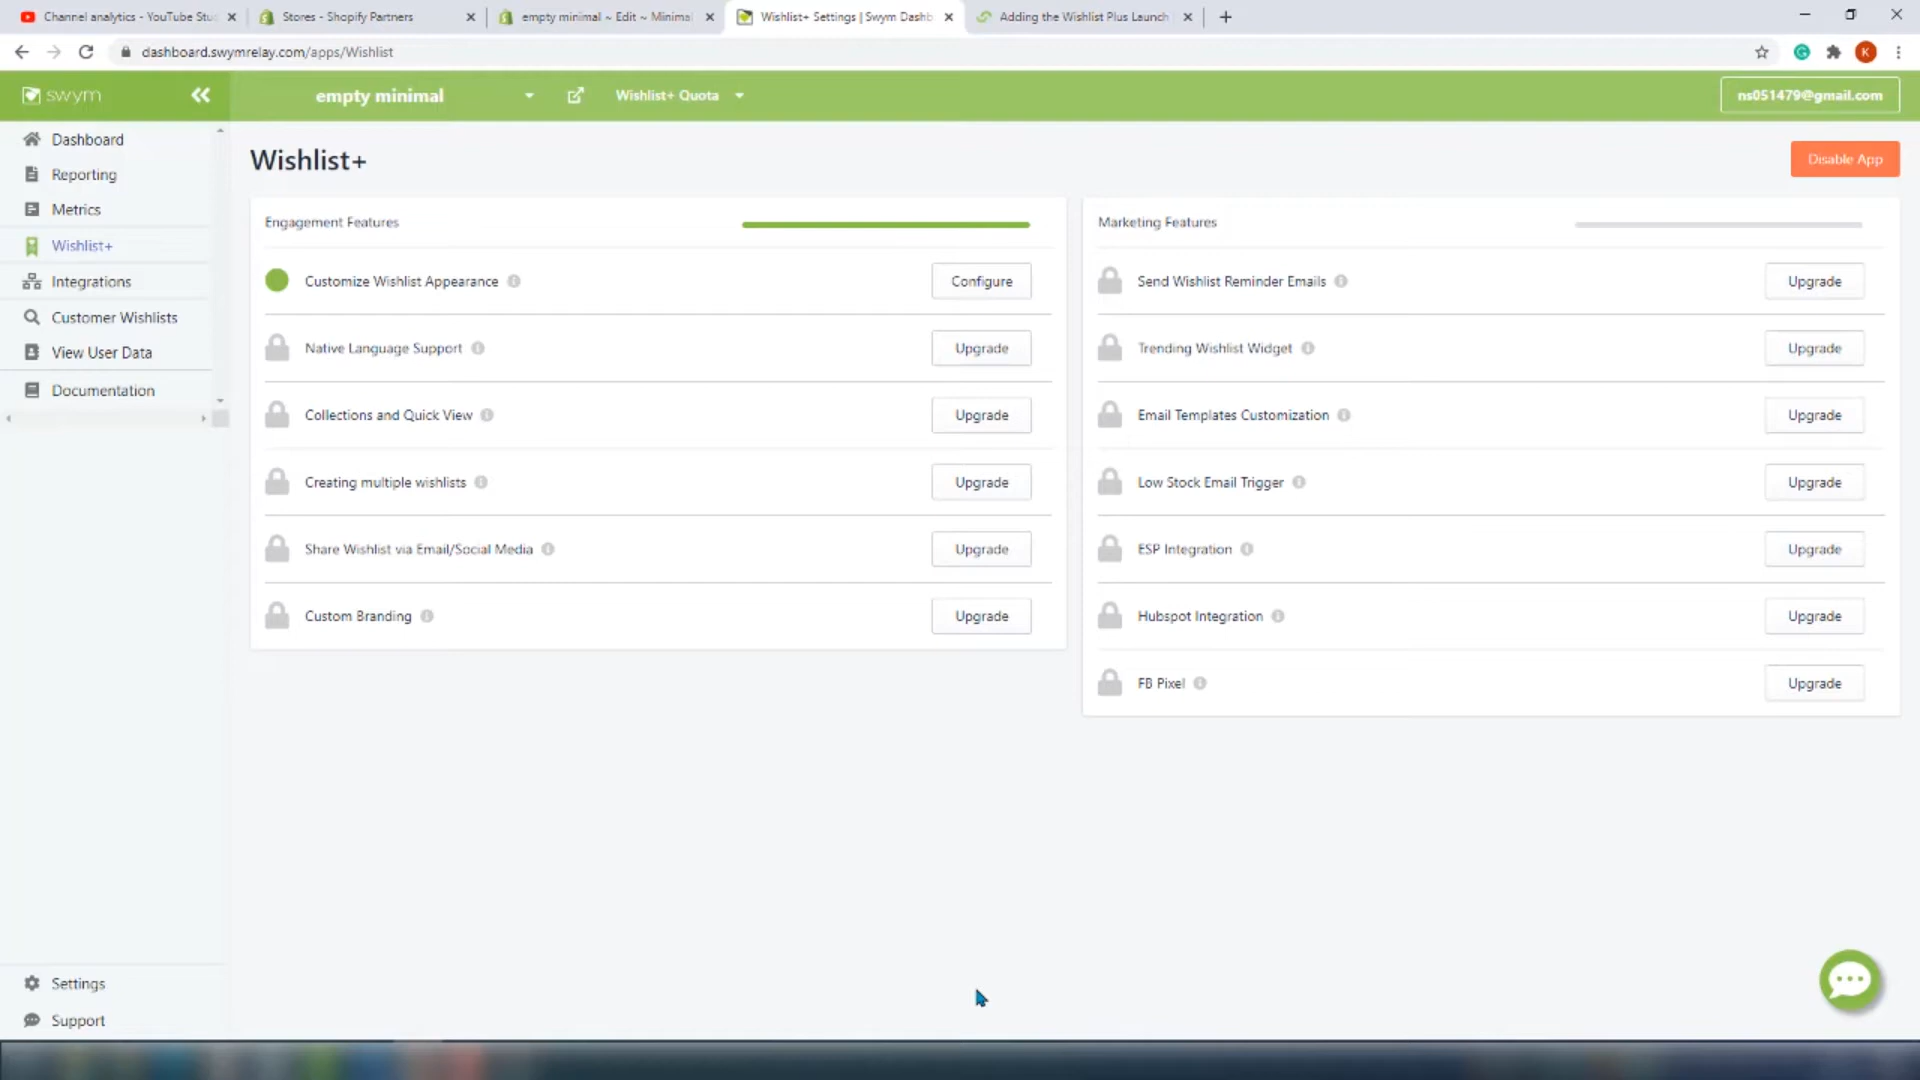 Channel analytics - YouTube Stu
Stores - Shopify Partners
empty minimal ~ Edit ~ Minimal
Wishlist+ Settings | Swym Dashb
Adding the Wishlist Plus Launch
dashboard.swymrelay.com/apps/Wishlist
K
swym
empty minimal
Wishlist+ Quota
ns051479@gmail.com
Dashboard
Reporting
Metrics
Wishlist+
Integrations
Customer Wishlists
View User Data
Documentation
Settings
Support
Wishlist+
Disable App
Engagement Features
Customize Wishlist Appearance
Configure
Native Language Support
Upgrade
Collections and Quick View
Upgrade
Creating multiple wishlists
Upgrade
Share Wishlist via Email/Social Media
Upgrade
Custom Branding
Upgrade
Marketing Features
Send Wishlist Reminder Emails
Upgrade
Trending Wishlist Widget
Upgrade
Email Templates Customization
Upgrade
Low Stock Email Trigger
Upgrade
ESP Integration
Upgrade
Hubspot Integration
Upgrade
FB Pixel
Upgrade